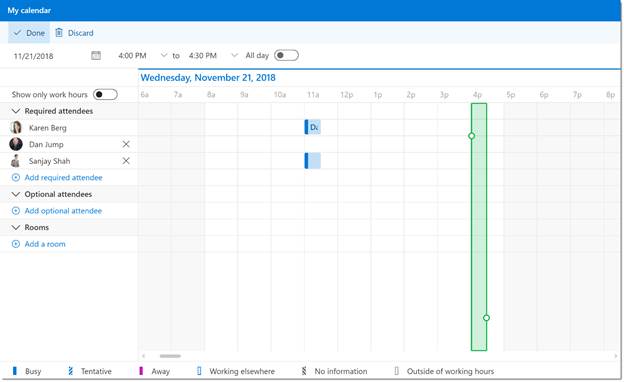 My calendar
Done Discard
11/21/2018 4:00 PM to 4:30 PM All day
Wednesday, November 21, 2018
Show only work hours 6a 7a 8a 9a 10a 11a 12p 1p 2p 3p 4p 5p 6p 7p 8p
Required attendees
Karen Berg Da
Dan Jump
Sanjay Shah
Add required attendee
Optional attendees
Add optional attendee
Rooms
Add a room
Busy Tentative Away Working elsewhere No information Outside of working hours